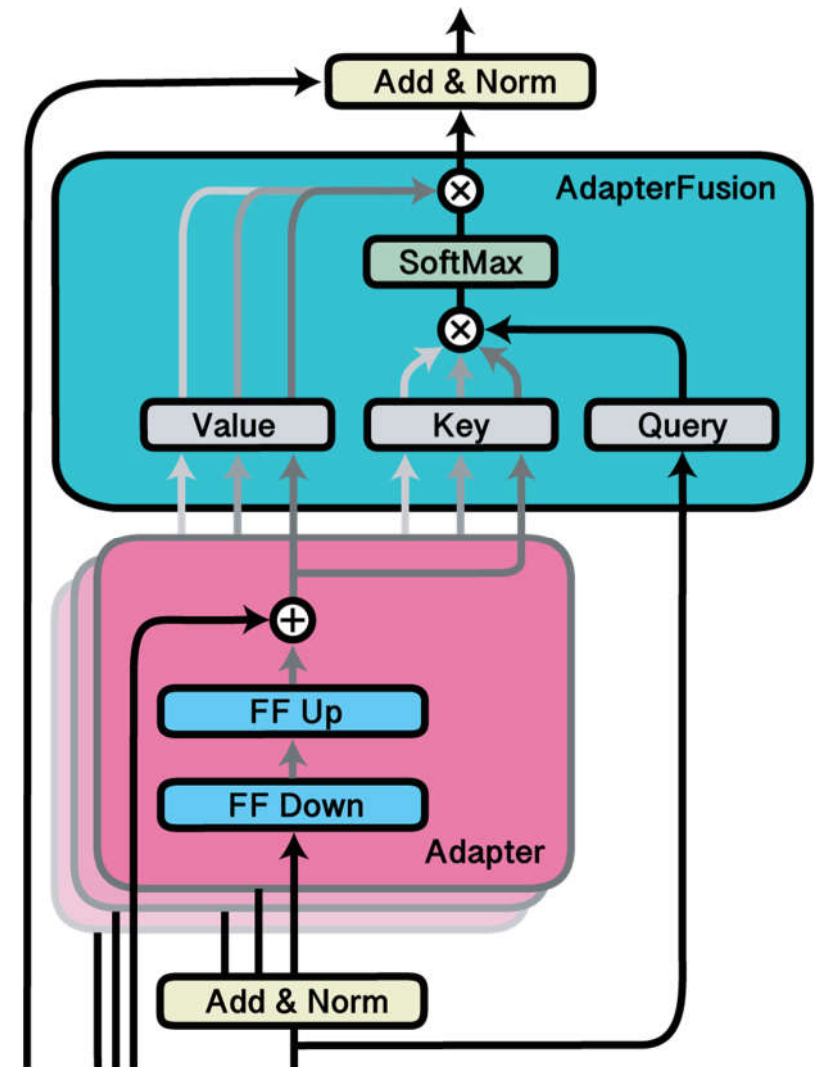 Add & Norm
AdapterFusion
SoftMax
Value
Key
Query
FF Up
FF Down
Adapter
Add & Norm